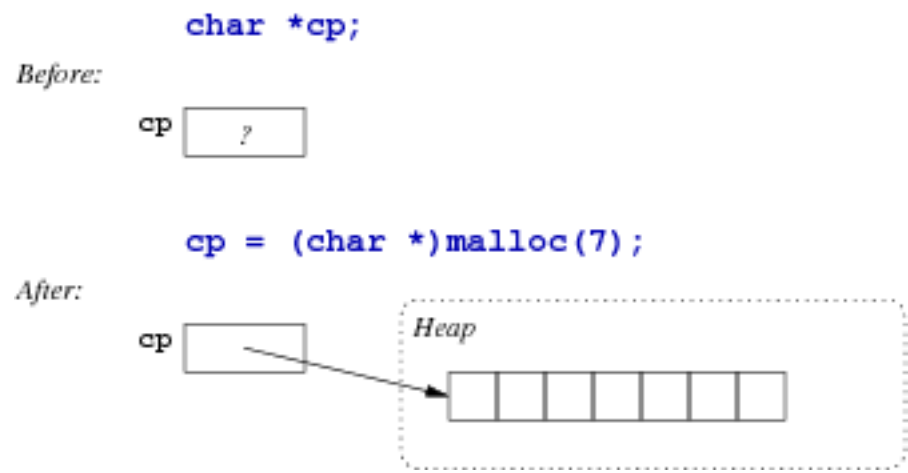 char *cp;
Before:
cp ?
cp = (char *)malloc(7);
After:
Heap
cp